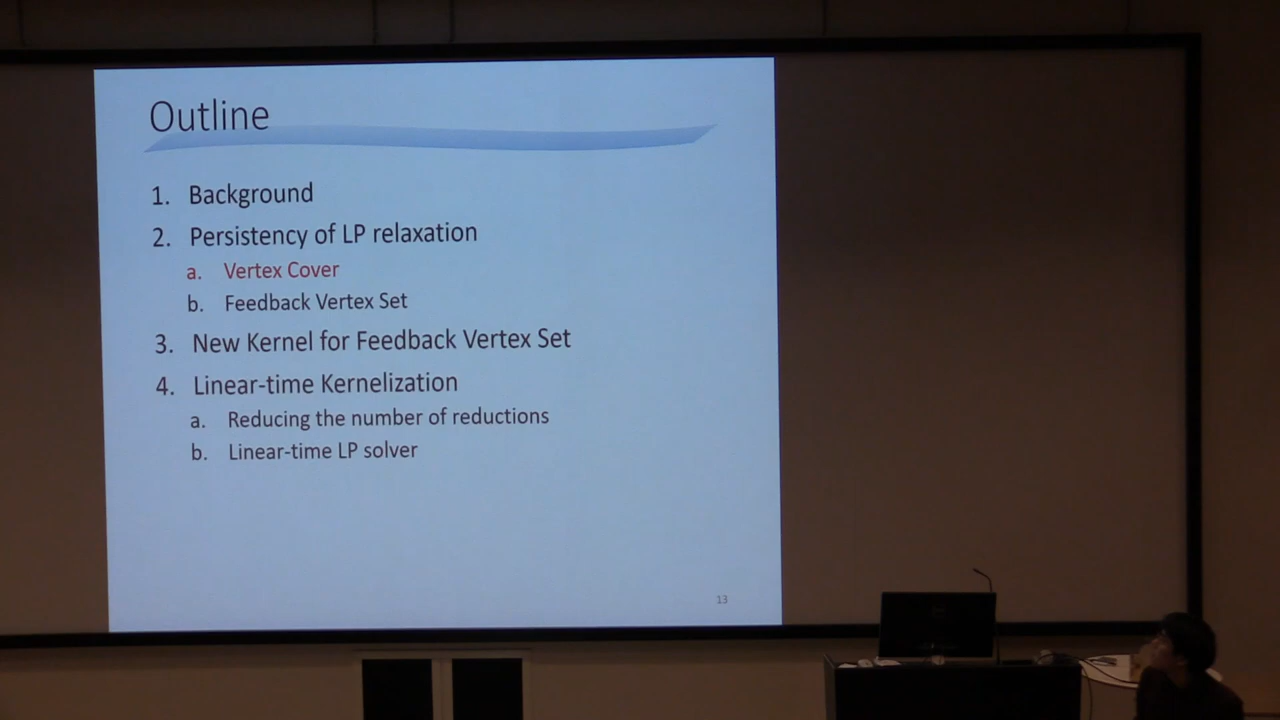 Outline
1. Background
2. Persistency of LP relaxation
a. Vertex Cover
b. Feedback Vertex Set
3. New Kernel for Feedback Vertex Set
4. Linear-time Kernelization
a. Reducing the number of reductions
b. Linear-time LP solver
13